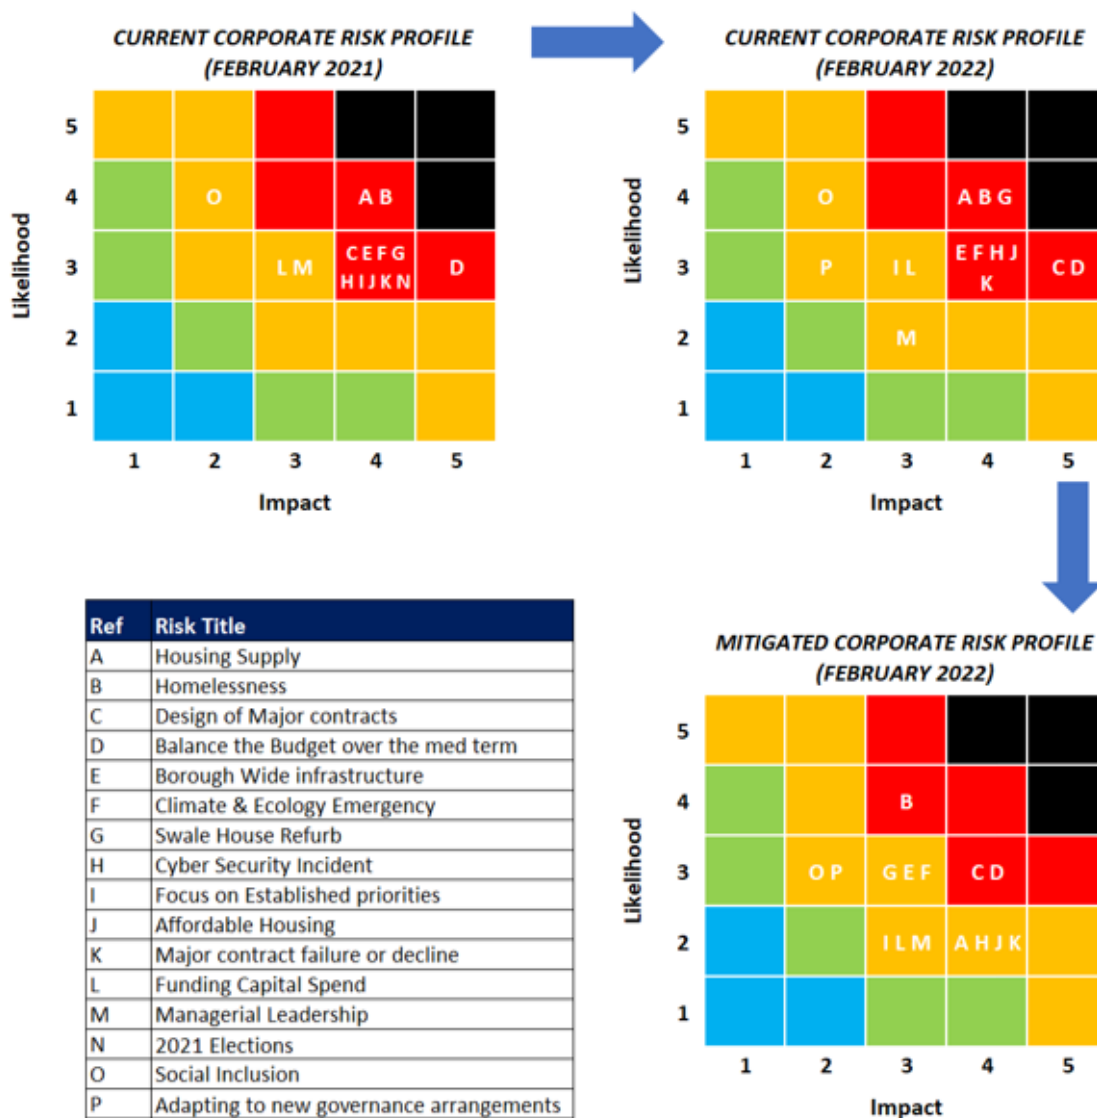 CURRENT CORPORATE RISK PROFILE
(FEBRUARY 2021)
Likelihood
5
4
O
A B
3
L M
C E F G
H I J K N
D
2
1
1 2 3 4 5
Impact
CURRENT CORPORATE RISK PROFILE
(FEBRUARY 2022)
Likelihood
5
4
O
A B G
3
P
I L
E F H J
K
C D
2
M
1
1 2 3 4 5
Impact
Ref Risk Title
A Housing Supply
B Homelessness
C Design of Major contracts
D Balance the Budget over the med term
E Borough Wide infrastructure
F Climate & Ecology Emergency
G Swale House Refurb
H Cyber Security Incident
I Focus on Established priorities
J Affordable Housing
K Major contract failure or decline
L Funding Capital Spend
M Managerial Leadership
N 2021 Elections
O Social Inclusion
P Adapting to new governance arrangements
MITIGATED CORPORATE RISK PROFILE
(FEBRUARY 2022)
Likelihood
5
4
B
3
O P
G E F
C D
2
I L M
A H J K
1
1 2 3 4 5
Impact